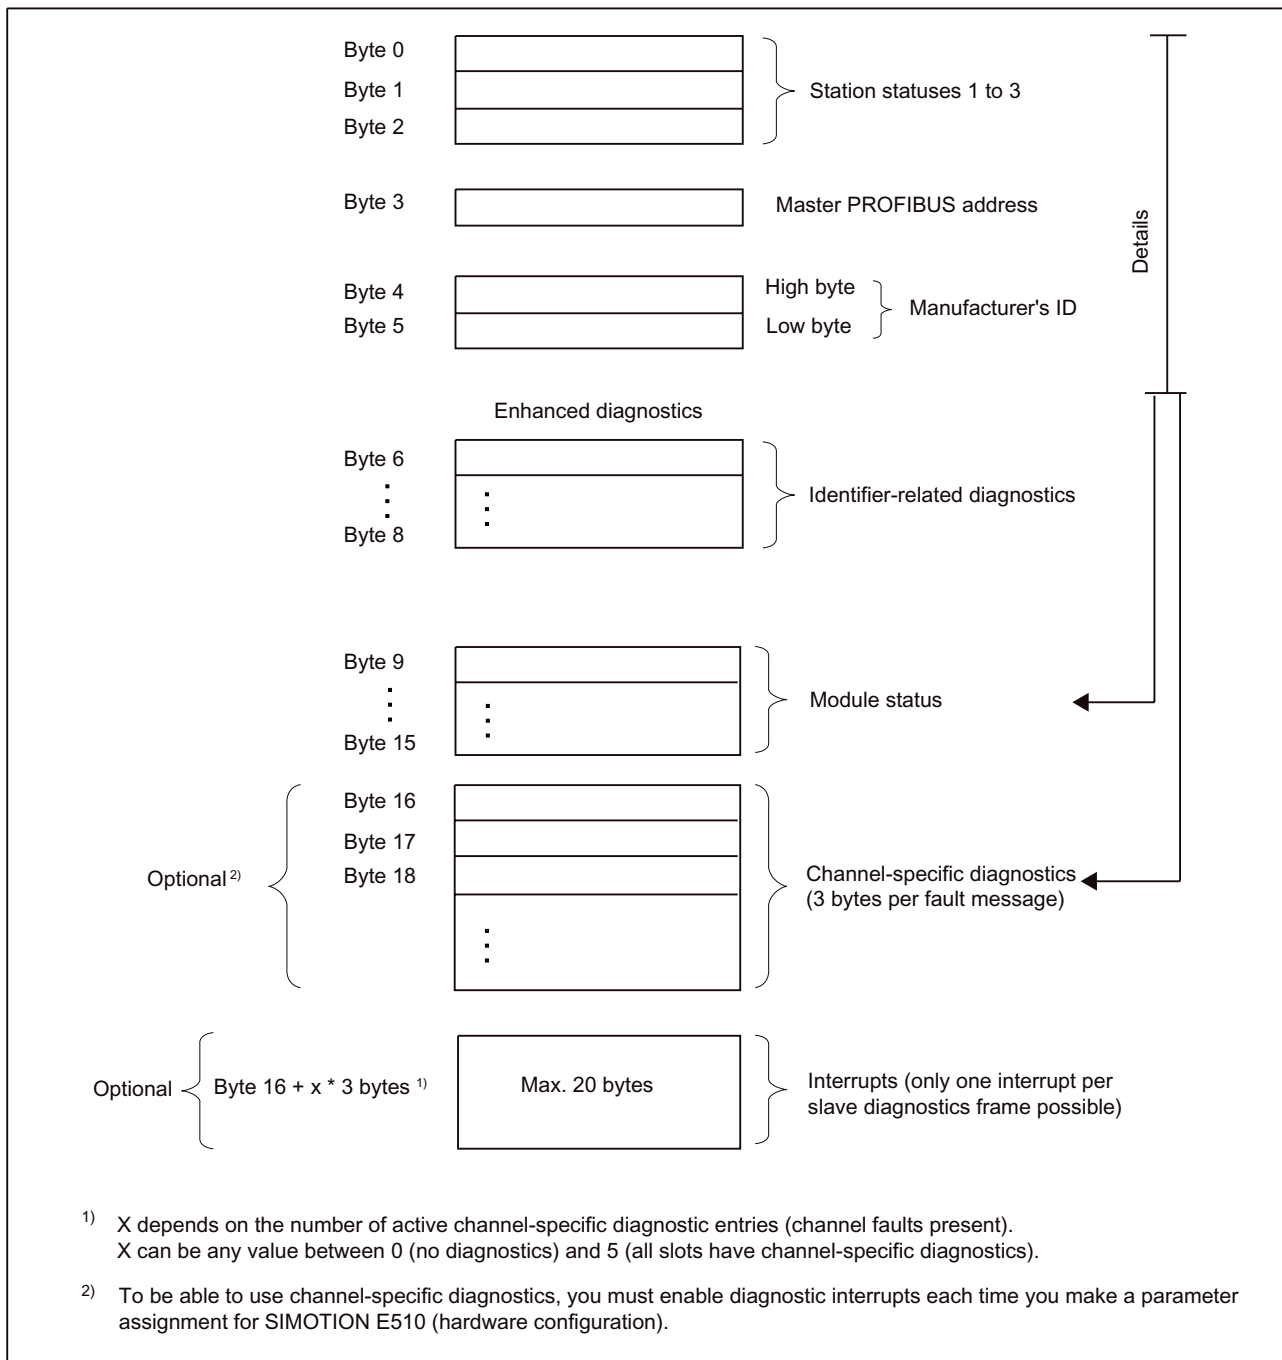 Byte 0
Byte 1
Byte 2
Station statuses 1 to 3
Byte 3
Master PROFIBUS address
Details
Byte 4
Byte 5
High byte
Low byte
Manufacturer's ID
Enhanced diagnostics
Byte 6
Byte 8
Identifier-related diagnostics
Byte 9
Byte 15
Module status
Optional 2)
Byte 16
Byte 17
Byte 18
Channel-specific diagnostics
(3 bytes per fault message)
Optional
Byte 16 + x * 3 bytes 1)
Max. 20 bytes
Interrupts (only one interrupt per
slave diagnostics frame possible)
1) X depends on the number of active channel-specific diagnostic entries (channel faults present).
X can be any value between 0 (no diagnostics) and 5 (all slots have channel-specific diagnostics).
2) To be able to use channel-specific diagnostics, you must enable diagnostic interrupts each time you make a parameter
assignment for SIMOTION E510 (hardware configuration).